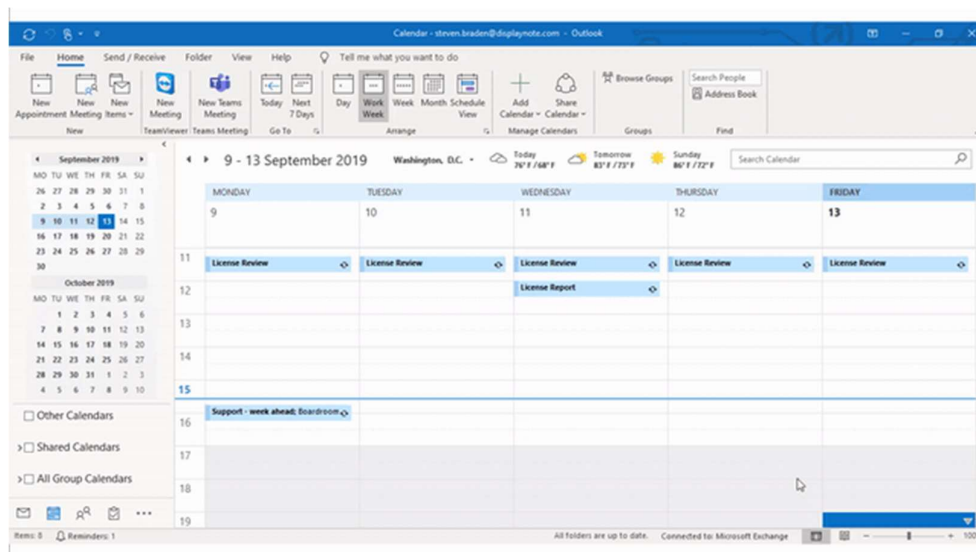 Calendar - steven.braden@displaynote.com - Outlook
File Home Send / Receive Folder View Help Tell me what you want to do
New Appointment
New Meeting
New Items
New
New Meeting
TeamViewer
New Teams Meeting
Teams Meeting
Today
Next 7 Days
Go To
Day
Work Week
Week
Month
Schedule View
Arrange
Add Calendar
Share Calendar
Manage Calendars
Browse Groups
Groups
Search People
Address Book
Find
September 2019
MO TU WE TH FR SA SU
26 27 28 29 30 31 1
2 3 4 5 6 7 8
9 10 11 12 13 14 15
16 17 18 19 20 21 22
23 24 25 26 27 28 29
30
October 2019
MO TU WE TH FR SA SU
1 2 3 4 5 6
7 8 9 10 11 12 13
14 15 16 17 18 19 20
21 22 23 24 25 26 27
28 29 30 31 1 2 3
4 5 6 7 8 9 10
Other Calendars
Shared Calendars
All Group Calendars
9 - 13 September 2019
Washington, D.C.
Today
76° F / 68° F
Tomorrow
83° F / 73° F
Sunday
86° F / 72° F
Search Calendar
MONDAY TUESDAY WEDNESDAY THURSDAY FRIDAY
9 10 11 12 13
11 License Review License Review License Review License Review License Review
12 License Report
13
14
15
16 Support - week ahead; Boardroom
17
18
19
Items: 8 Reminders: 1 All folders are up to date. Connected to: Microsoft Exchange